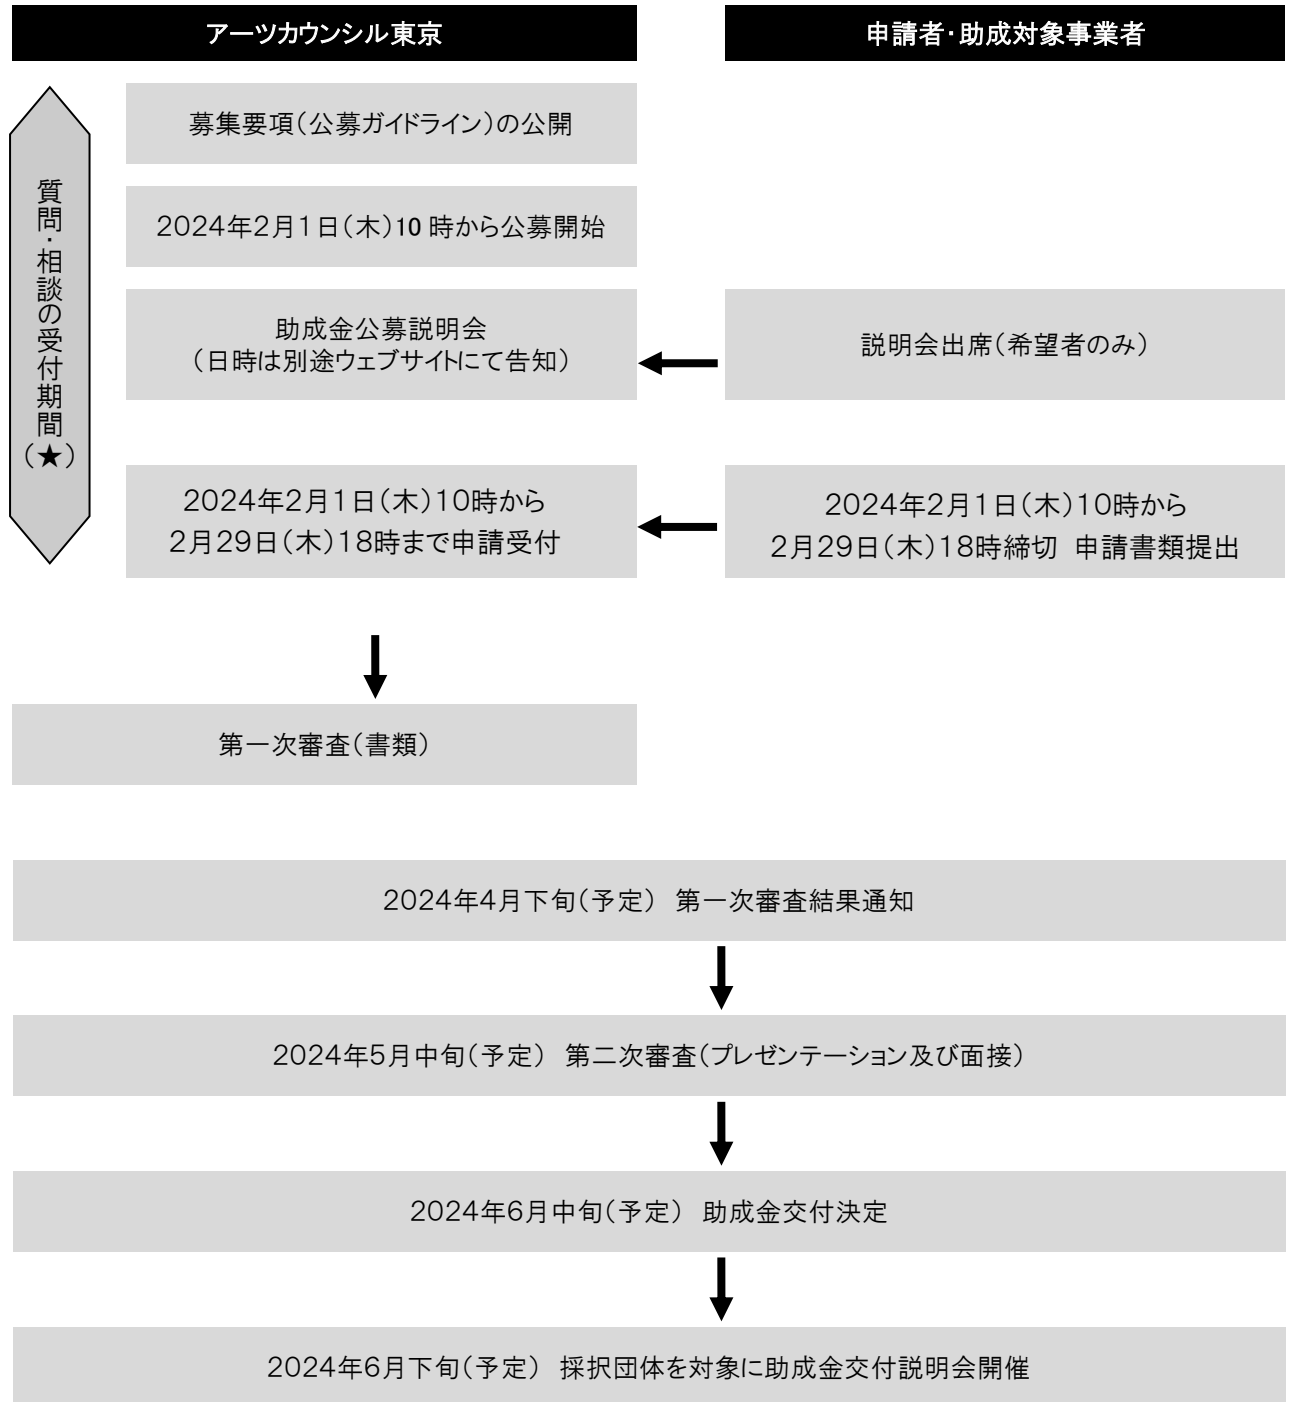 アーツカウンシル東京
申請者・助成対象事業者
質問・相談の受付期間(★)
募集要項(公募ガイドライン)の公開
2024年2月1日(木)10 時から公募開始
助成金公募説明会
(日時は別途ウェブサイトにて告知)
説明会出席(希望者のみ)
2024年2月1日(木)10時から
2月29日(木)18時まで申請受付
2024年2月1日(木)10時から
2月29日(木)18時締切 申請書類提出
第一次審査(書類)
2024年4月下旬(予定) 第一次審査結果通知
2024年5月中旬(予定) 第二次審査(プレゼンテーション及び面接)
2024年6月中旬(予定) 助成金交付決定
2024年6月下旬(予定) 採択団体を対象に助成金交付説明会開催